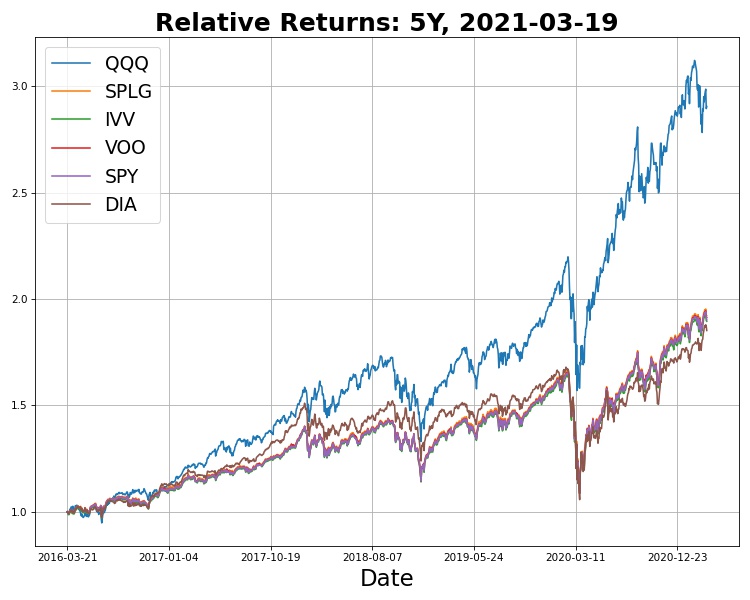 Relative Returns: 5Y, 2021-03-19
QQQ
SPLG
IVV
VOO
SPY
DIA
3.0
2.5
2.0
1.5
1.0
2016-03-21 2017-01-04 2017-10-19 2018-08-07 2019-05-24 2020-03-11 2020-12-23
Date